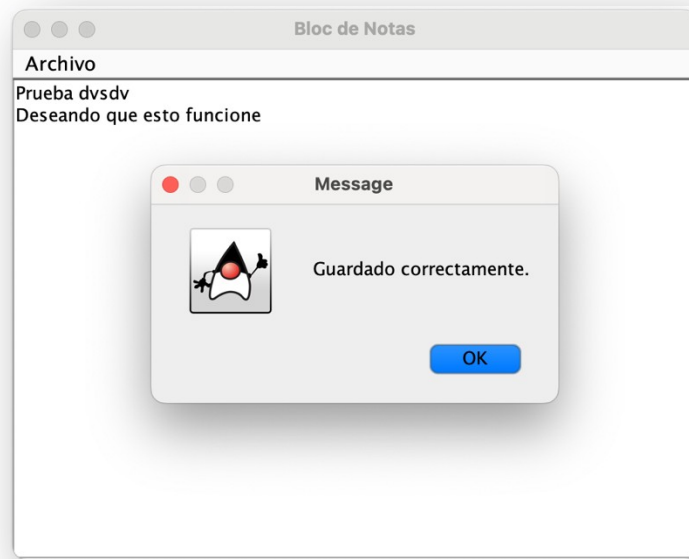 Bloc de Notas
Archivo
Prueba dvsdv
Deseando que esto funcione
Message
Guardado correctamente.
OK